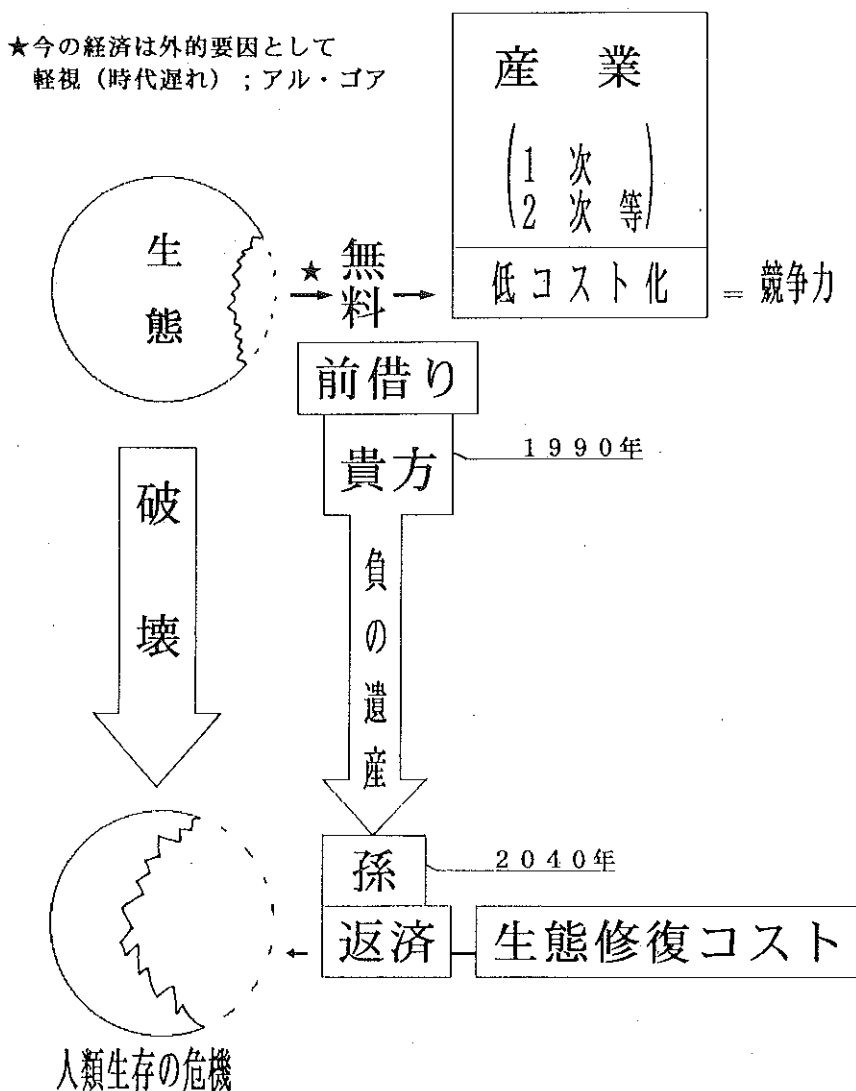 ★今の経済は外的要因として
軽視（時代遅れ）；アル・ゴア
産業
1次
2次等
低コスト化
＝競争力
生態
★
無料
前借り
貴方
1990年
破壊
負の遺産
孫
2040年
返済
生態修復コスト
人類生存の危機